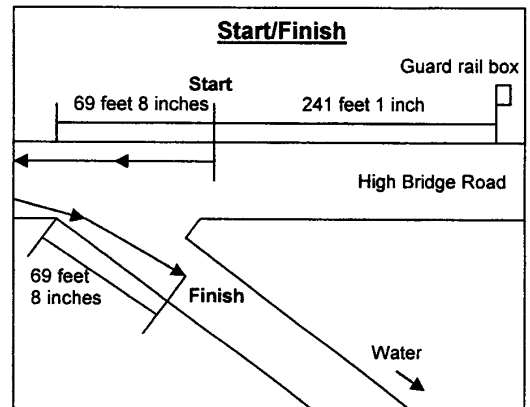 Start/Finish
Guard rail box
Start
69 feet 8 inches
241 feet 1 inch
High Bridge Road
69 feet
8 inches
Finish
Water